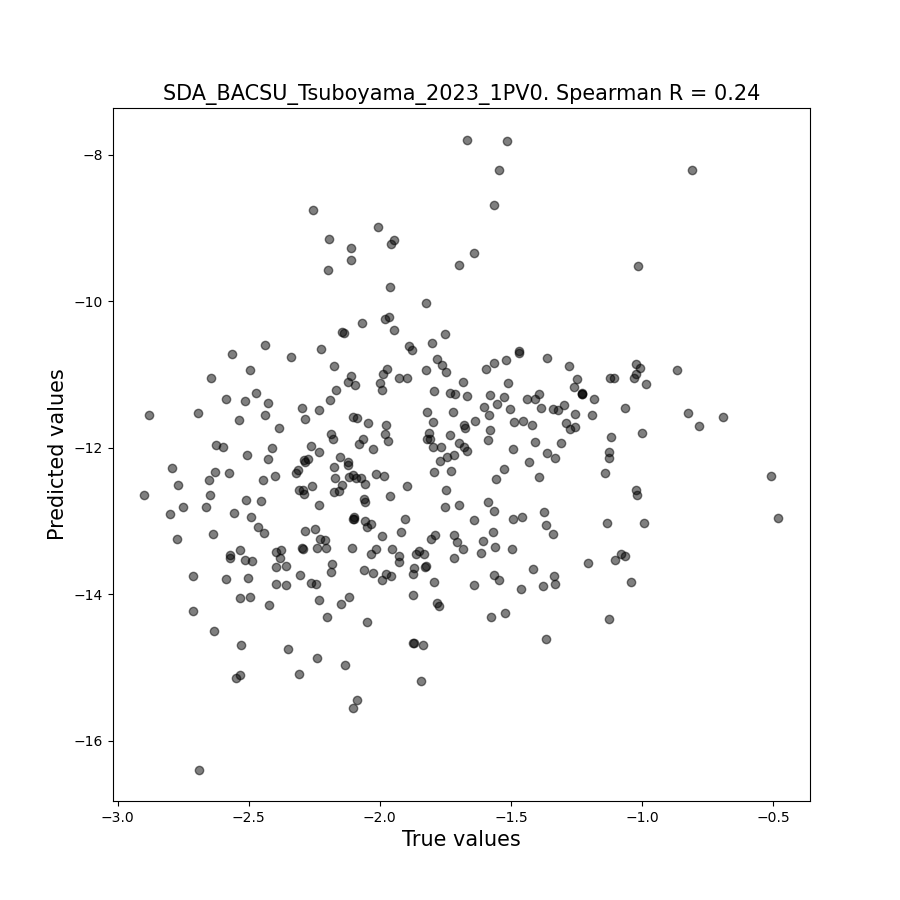 SDA_BACSU_Tsuboyama_2023_1PV0. Spearman R = 0.24
Predicted values
−8
−10
−12
−14
−16
−3.0 −2.5 −2.0 −1.5 −1.0 −0.5
True values